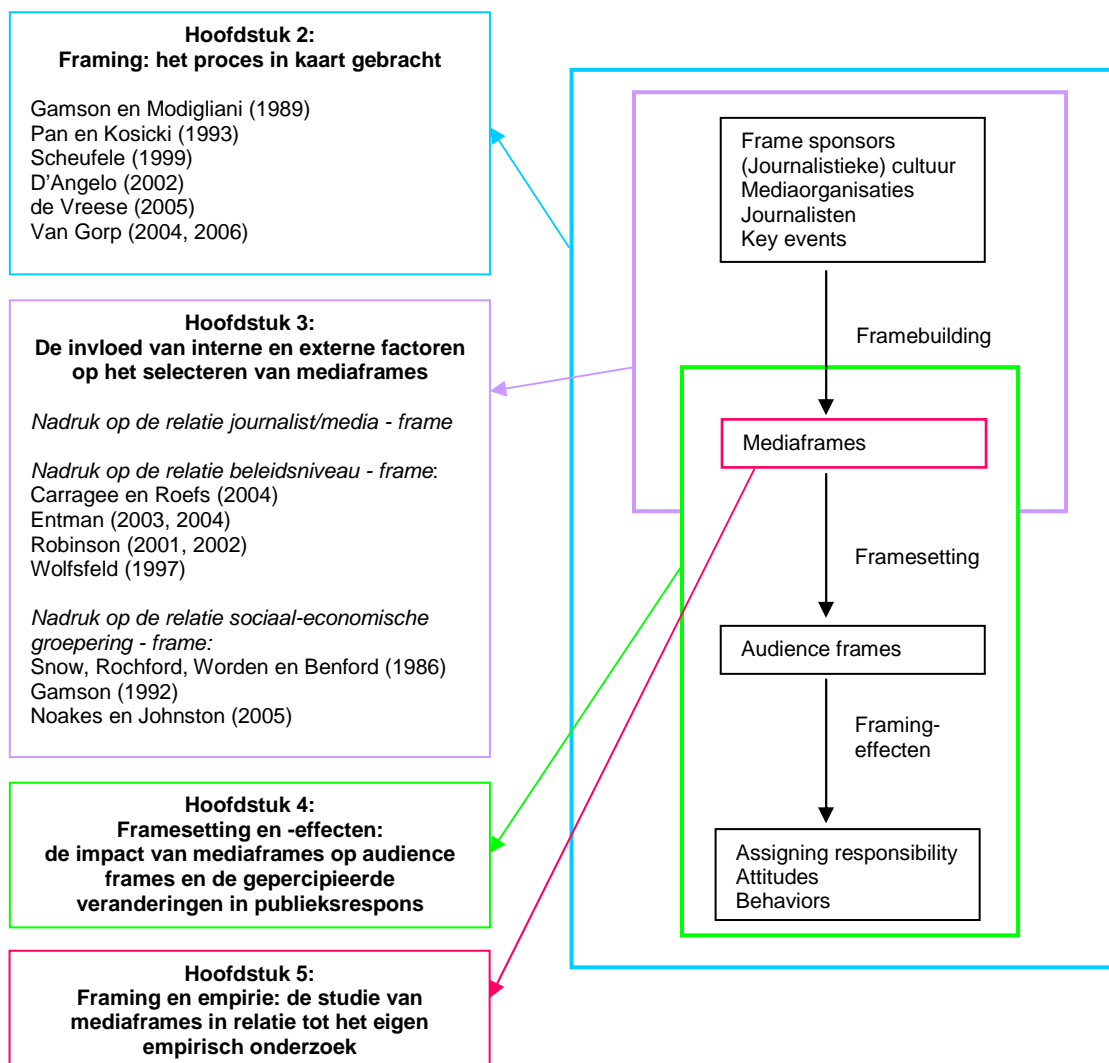 Hoofdstuk 2:
Framing: het proces in kaart gebracht
Gamson en Modigliani (1989)
Pan en Kosicki (1993)
Scheufele (1999)
D'Angelo (2002)
de Vreese (2005)
Van Gorp (2004, 2006)
Hoofdstuk 3:
De invloed van interne en externe factoren
op het selecteren van mediaframes
Nadruk op de relatie journalist/media - frame
Nadruk op de relatie beleidsniveau - frame:
Carragee en Roefs (2004)
Entman (2003, 2004)
Robinson (2001, 2002)
Wolfsfeld (1997)
Nadruk op de relatie sociaal-economische
groepering - frame:
Snow, Rochford, Worden en Benford (1986)
Gamson (1992)
Noakes en Johnston (2005)
Hoofdstuk 4:
Framesetting en -effecten:
de impact van mediaframes op audience
frames en de gepercipieerde
veranderingen in publieksrespons
Hoofdstuk 5:
Framing en empirie: de studie van
mediaframes in relatie tot het eigen
empirisch onderzoek
Frame sponsors
(Journalistieke) cultuur
Mediaorganisaties
Journalisten
Key events
Framebuilding
Mediaframes
Framesetting
Audience frames
Framing-
effecten
Assigning responsibility
Attitudes
Behaviors